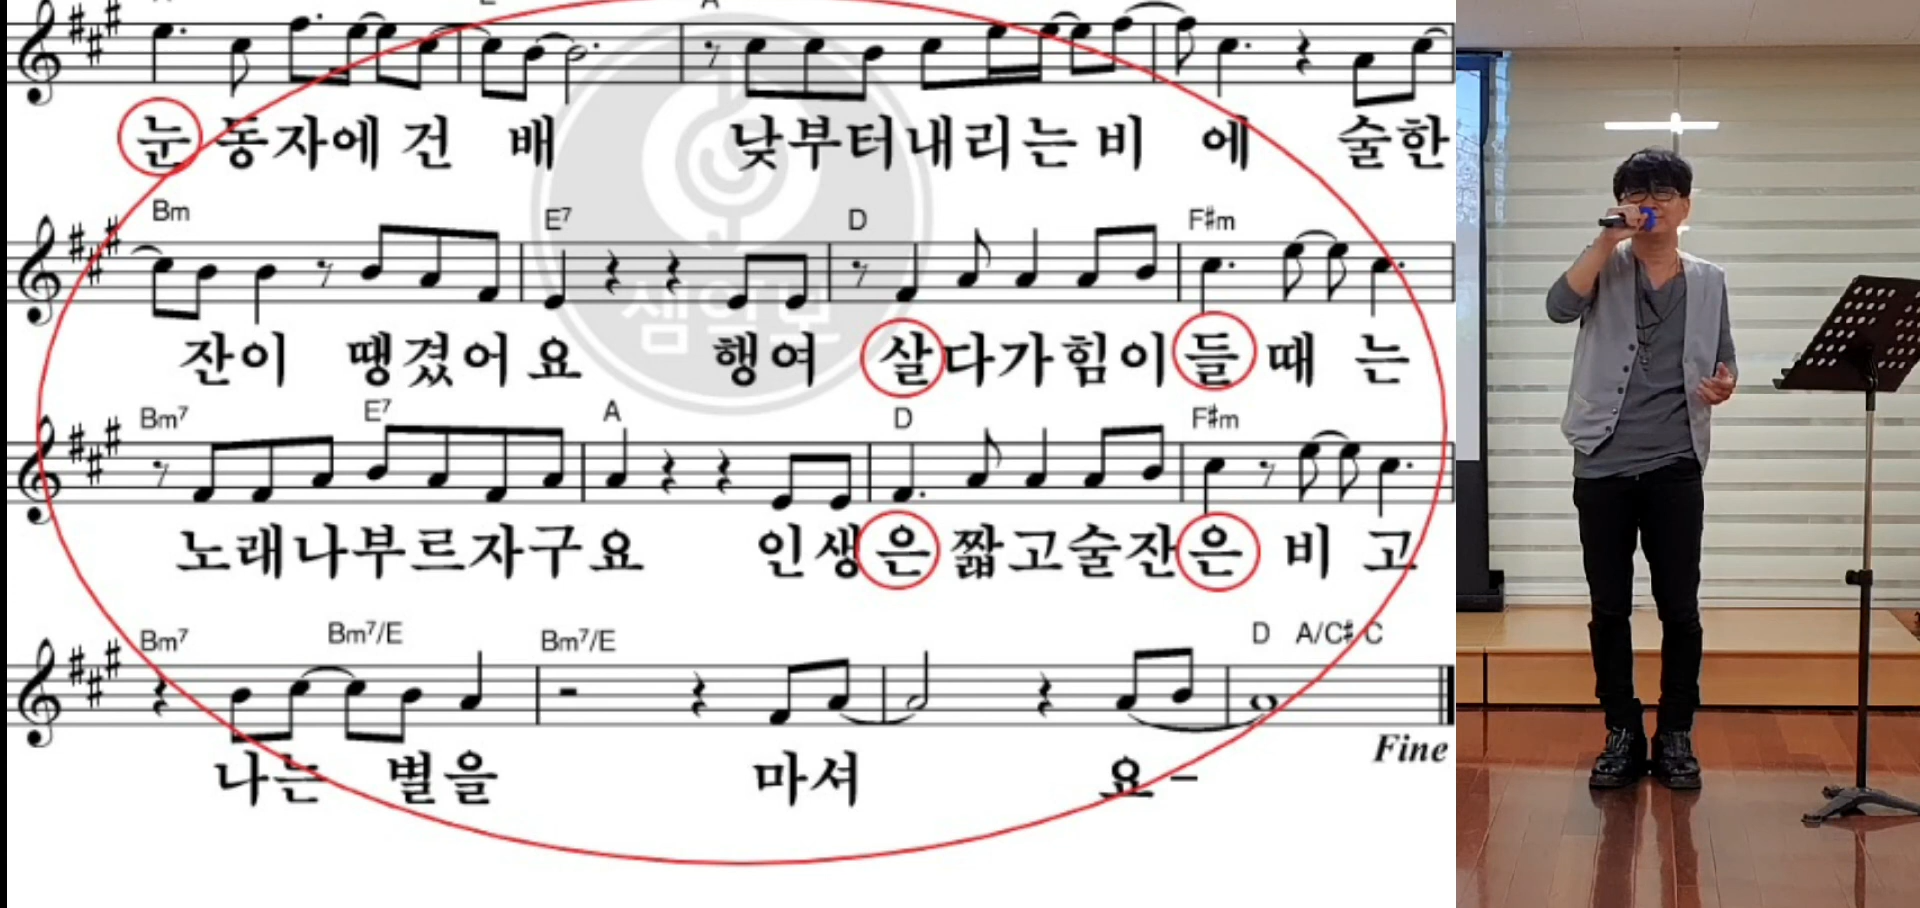 A
눈 동자에 건 배 낮부터내리는 비 에 술한
Bm E7 D F#m
잔이 땡겼어 요 행여 살다가힘이들 때 는
Bm7 E7 A D F#m
노래나부르자구요 인생은 짧고술잔은 비 고
Bm7 Bm7/E Bm7/E D A/C# C
나는 별을 마셔 요 –
Fine
샘악보